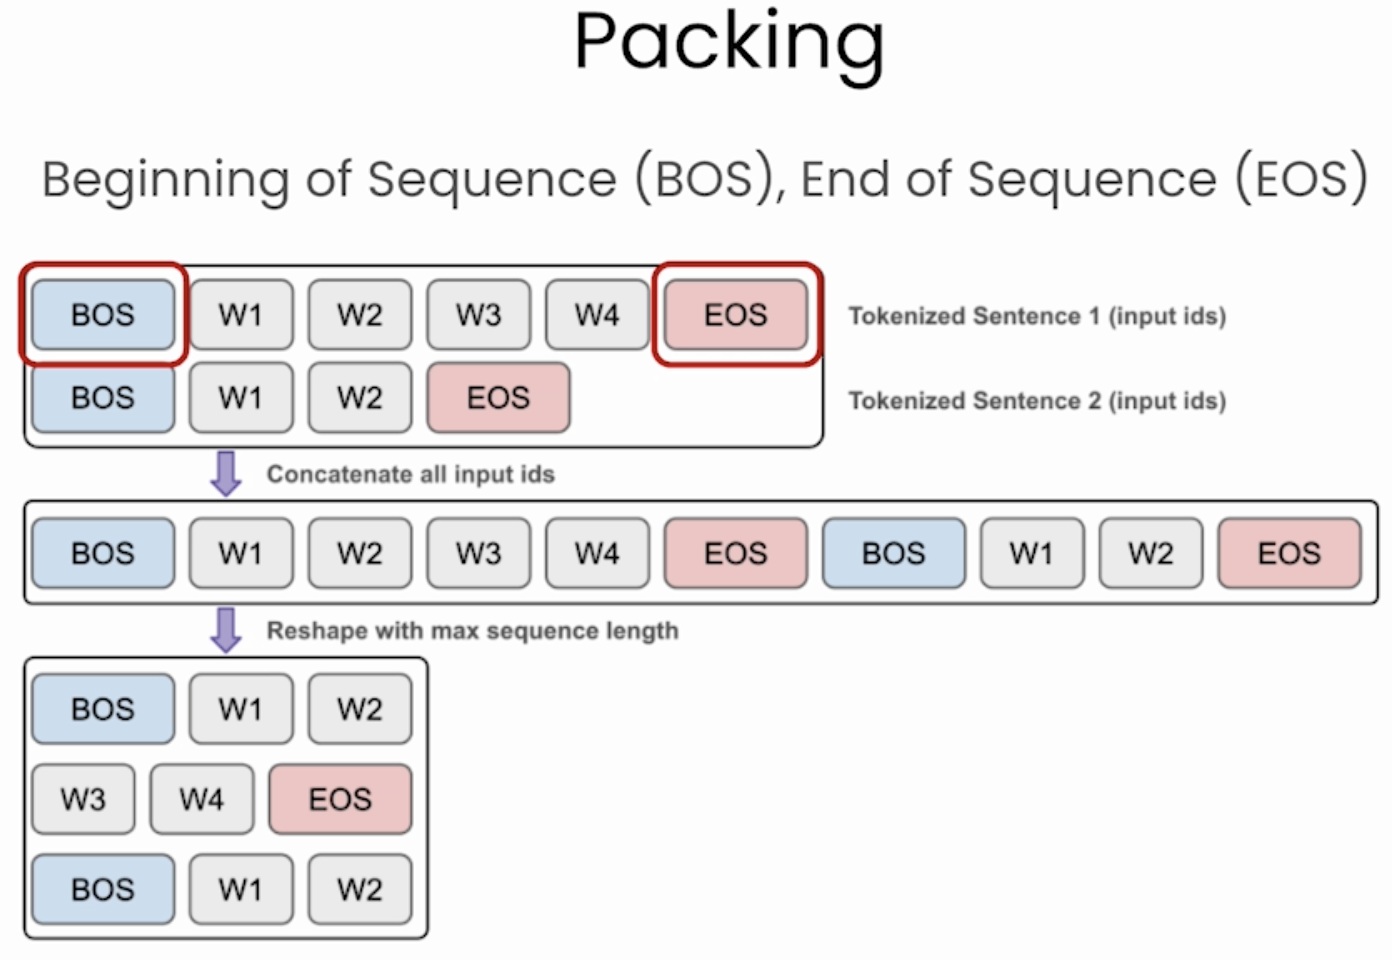 Packing
Beginning of Sequence (BOS), End of Sequence (EOS)
BOS W1 W2 W3 W4 EOS Tokenized Sentence 1 (input ids)
BOS W1 W2 EOS Tokenized Sentence 2 (input ids)
Concatenate all input ids
BOS W1 W2 W3 W4 EOS BOS W1 W2 EOS
Reshape with max sequence length
BOS W1 W2
W3 W4 EOS
BOS W1 W2